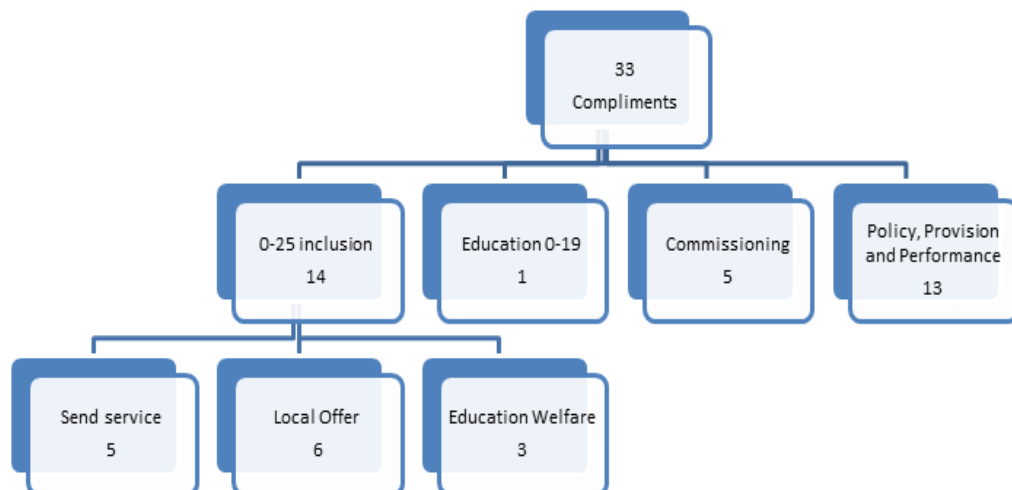 33
Compliments
0-25 inclusion
14
Education 0-19
1
Commissioning
5
Policy, Provision
and Performance
13
Send service
5
Local Offer
6
Education Welfare
3